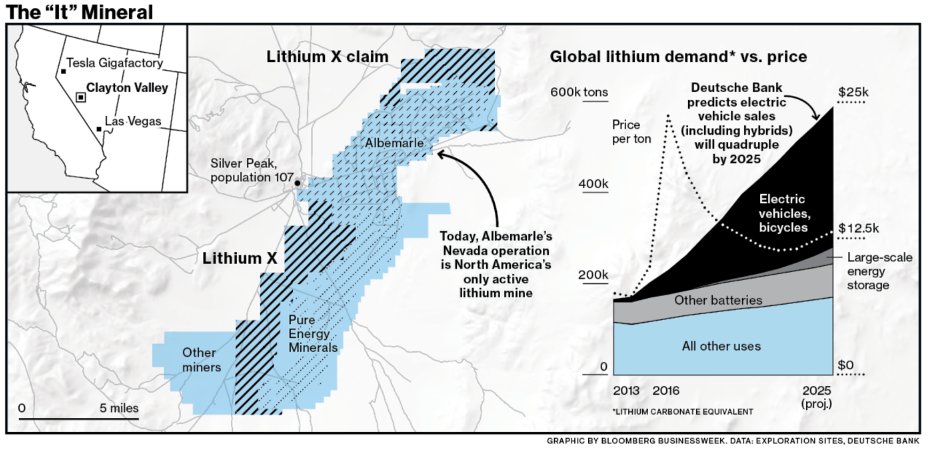 The "It" Mineral
Tesla Gigafactory
Clayton Valley
Las Vegas
Lithium X claim
Albemarle
Silver Peak,
population 107
Lithium X
Today, Albemarle's
Nevada operation
is North America's
only active
lithium mine
Pure
Energy
Minerals
Other
miners
0 5 miles
Global lithium demand* vs. price
600k tons
400k
200k
0
Price
per ton
Deutsche Bank
predicts electric
vehicle sales
(including hybrids)
will quadruple
by 2025
$25k
$12.5k
$0
Electric
vehicles,
bicycles
Large-scale
energy
storage
Other batteries
All other uses
2013 2016 2025
(proj.)
*LITHIUM CARBONATE EQUIVALENT
GRAPHIC BY BLOOMBERG BUSINESSWEEK. DATA: EXPLORATION SITES, DEUTSCHE BANK